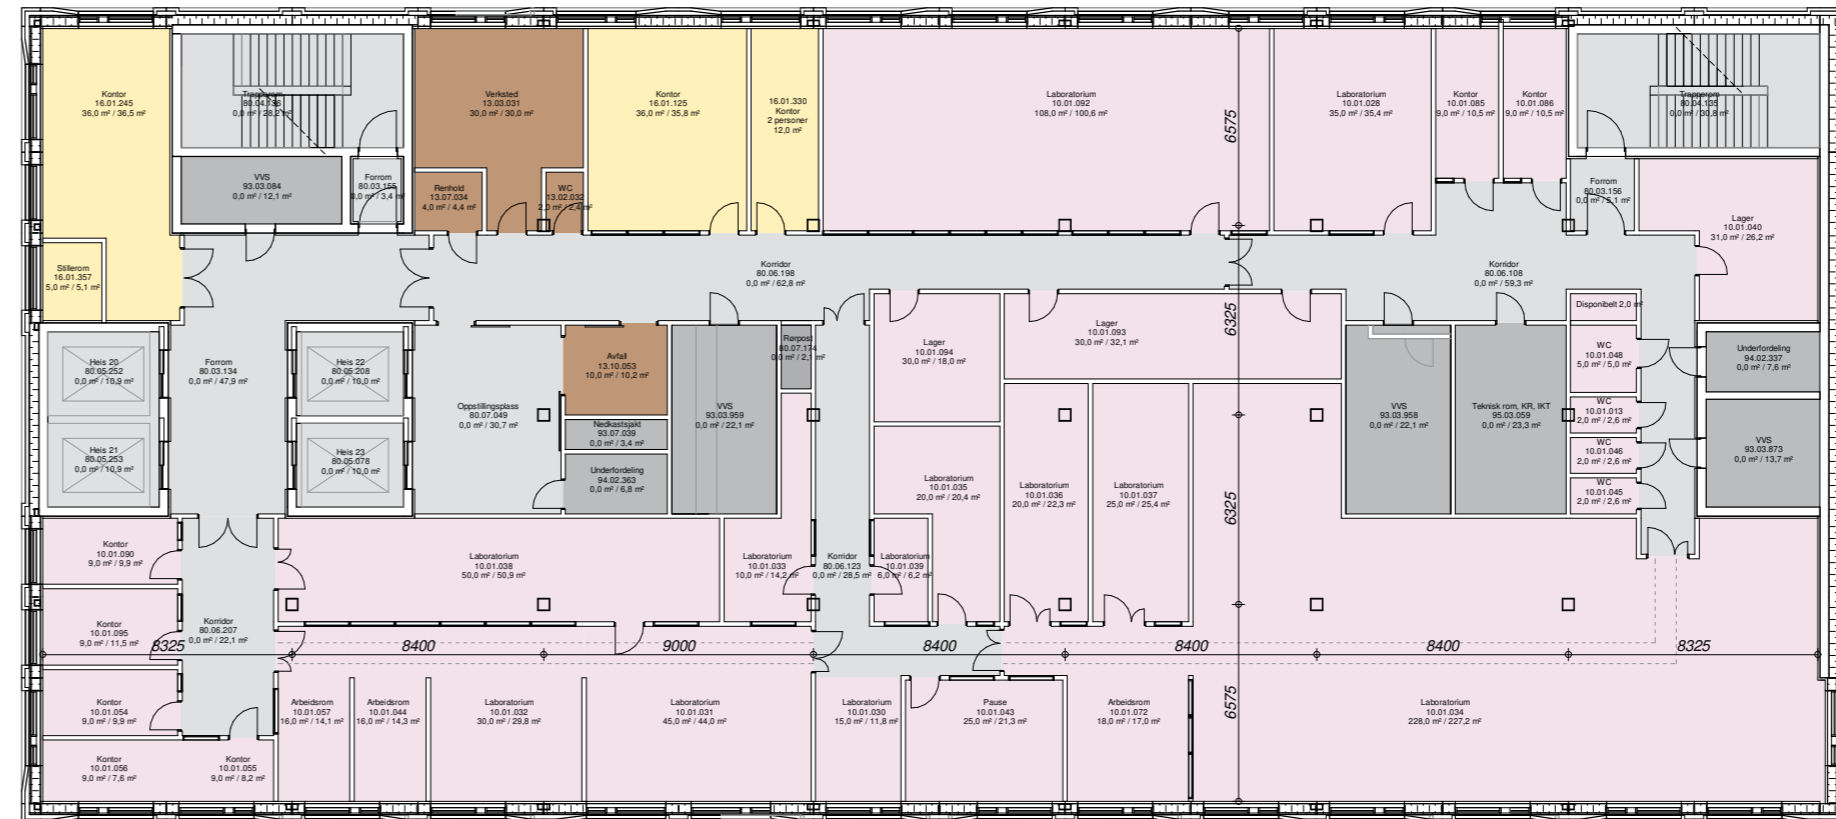 Kontor
16.01.245
36,0 m² / 36,5 m²
Trapperom
80.04.136
0,0 m² / 28,2 m²
Verksted
13.03.031
30,0 m² / 30,0 m²
Kontor
16.01.125
36,0 m² / 35,8 m²
16.01.330
Kontor
2 personer
12,0 m²
Laboratorium
10.01.092
108,0 m² / 100,6 m²
6575
Laboratorium
10.01.028
35,0 m² / 35,4 m²
Kontor
10.01.085
9,0 m² / 10,5 m²
Kontor
10.01.086
9,0 m² / 10,5 m²
Trapperom
80.04.135
0,0 m² / 30,8 m²
VVS
93.03.084
0,0 m² / 12,1 m²
Forrom
80.03.155
0,0 m² / 3,4 m²
Renhold
13.07.034
4,0 m² / 4,4 m²
WC
13.02.032
2,0 m² / 2,4 m²
Forrom
80.03.156
0,0 m² / 5,1 m²
Lager
10.01.040
31,0 m² / 26,2 m²
Stillerom
16.01.357
5,0 m² / 5,1 m²
Korridor
80.06.198
0,0 m² / 62,8 m²
Korridor
80.06.108
0,0 m² / 59,3 m²
Disponibelt 2,0 m²
6325
Heis 20
80.05.252
0,0 m² / 10,9 m²
Forrom
80.03.134
0,0 m² / 47,9 m²
Heis 22
80.05.208
0,0 m² / 10,0 m²
Avfall
13.10.053
10,0 m² / 10,2 m²
Rørpost
80.07.174
0,0 m² / 2,1 m²
Lager
10.01.094
30,0 m² / 18,0 m²
Lager
10.01.093
30,0 m² / 32,1 m²
WC
10.01.048
5,0 m² / 5,0 m²
Underfordeling
94.02.337
0,0 m² / 7,6 m²
Oppstillingsplass
80.07.049
0,0 m² / 30,7 m²
Nedkastsjakt
93.07.039
0,0 m² / 3,4 m²
VVS
93.03.959
0,0 m² / 22,1 m²
VVS
93.03.958
0,0 m² / 22,1 m²
Teknisk rom, KR, IKT
95.03.059
0,0 m² / 23,3 m²
WC
10.01.013
2,0 m² / 2,6 m²
Heis 21
80.05.253
0,0 m² / 10,9 m²
Heis 23
80.05.078
0,0 m² / 10,0 m²
Underfordeling
94.02.363
0,0 m² / 6,8 m²
Laboratorium
10.01.035
20,0 m² / 20,4 m²
Laboratorium
10.01.036
20,0 m² / 22,3 m²
Laboratorium
10.01.037
25,0 m² / 25,4 m²
6325
WC
10.01.046
2,0 m² / 2,6 m²
VVS
93.03.873
0,0 m² / 13,7 m²
WC
10.01.045
2,0 m² / 2,6 m²
Kontor
10.01.090
9,0 m² / 9,9 m²
Laboratorium
10.01.038
50,0 m² / 50,9 m²
Laboratorium
10.01.033
10,0 m² / 14,2 m²
Korridor
80.06.123
0,0 m² / 28,5 m²
Laboratorium
10.01.039
6,0 m² / 6,2 m²
Kontor
10.01.095
9,0 m² / 11,5 m²
Korridor
80.06.207
0,0 m² / 22,1 m²
8325
8400
9000
8400
8400
8400
8325
Kontor
10.01.054
9,0 m² / 9,9 m²
Arbeidsrom
10.01.057
16,0 m² / 14,1 m²
Arbeidsrom
10.01.044
16,0 m² / 14,3 m²
Laboratorium
10.01.032
30,0 m² / 29,8 m²
Laboratorium
10.01.031
45,0 m² / 44,0 m²
Laboratorium
10.01.030
15,0 m² / 11,8 m²
Pause
10.01.043
25,0 m² / 21,3 m²
Arbeidsrom
10.01.072
18,0 m² / 17,0 m²
6575
Laboratorium
10.01.034
228,0 m² / 227,2 m²
Kontor
10.01.056
9,0 m² / 7,6 m²
Kontor
10.01.055
9,0 m² / 8,2 m²